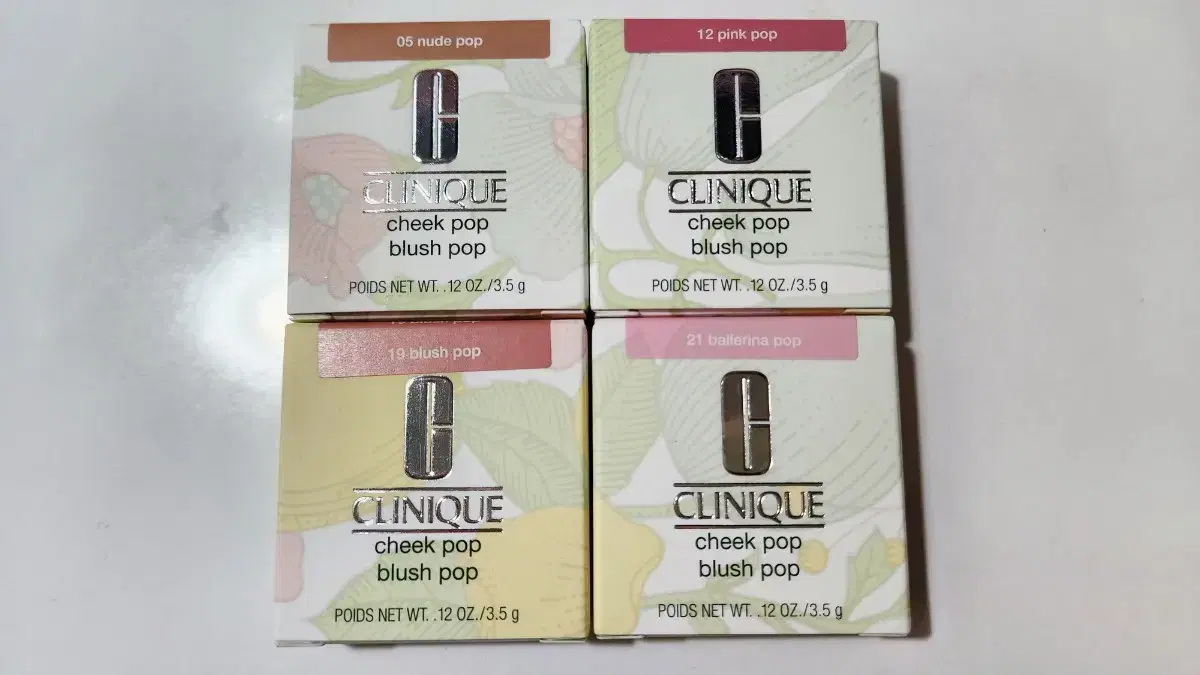 05 nude pop
CLINIQUE
cheek pop
blush pop
POIDS NET WT. .12 OZ./3.5 g
12 pink pop
CLINIQUE
cheek pop
blush pop
POIDS NET WT. .12 OZ./3.5 g
19 blush pop
CLINIQUE
cheek pop
blush pop
POIDS NET WT. .12 OZ./3.5 g
21 ballerina pop
CLINIQUE
cheek pop
blush pop
POIDS NET WT. .12 OZ./3.5 g